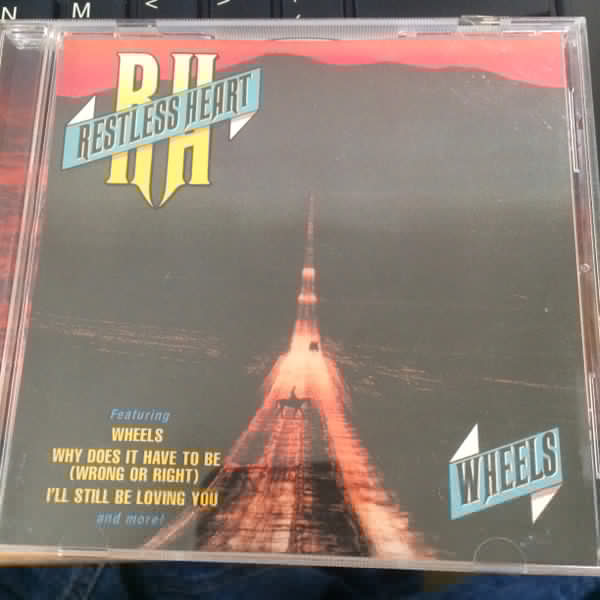 N M
RH
RESTLESS HEART
Featuring
WHEELS
WHY DOES IT HAVE TO BE
(WRONG OR RIGHT)
I'LL STILL BE LOVING YOU
and more!
WHEELS